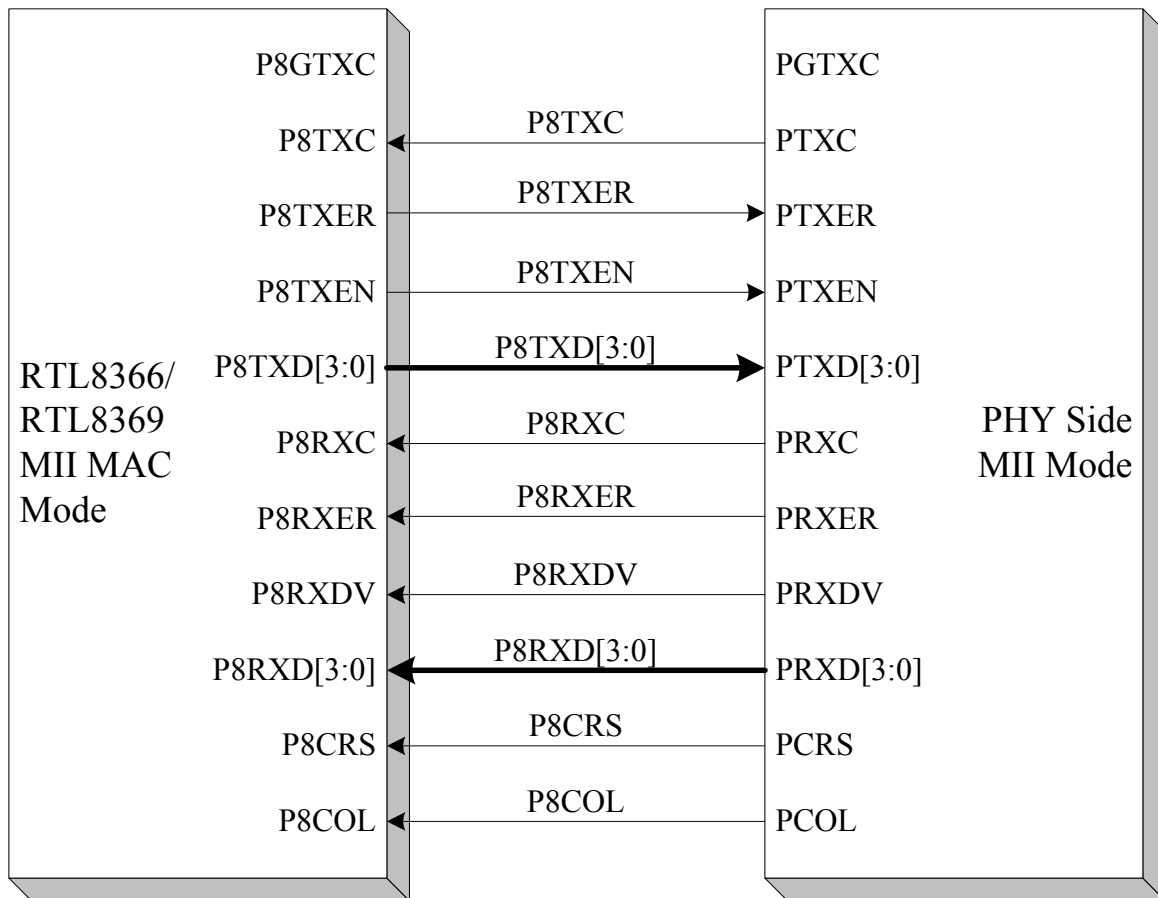 P8GTXC
PGTXC
P8TXC
P8TXC
PTXC
P8TXER
P8TXER
PTXER
P8TXEN
P8TXEN
PTXEN
P8TXD[3:0]
P8TXD[3:0]
PTXD[3:0]
RTL8366/
RTL8369
MII MAC
Mode
P8RXC
P8RXC
PRXC
PHY Side
MII Mode
P8RXER
P8RXER
PRXER
P8RXDV
P8RXDV
PRXDV
P8RXD[3:0]
P8RXD[3:0]
PRXD[3:0]
P8CRS
P8CRS
PCRS
P8COL
P8COL
PCOL